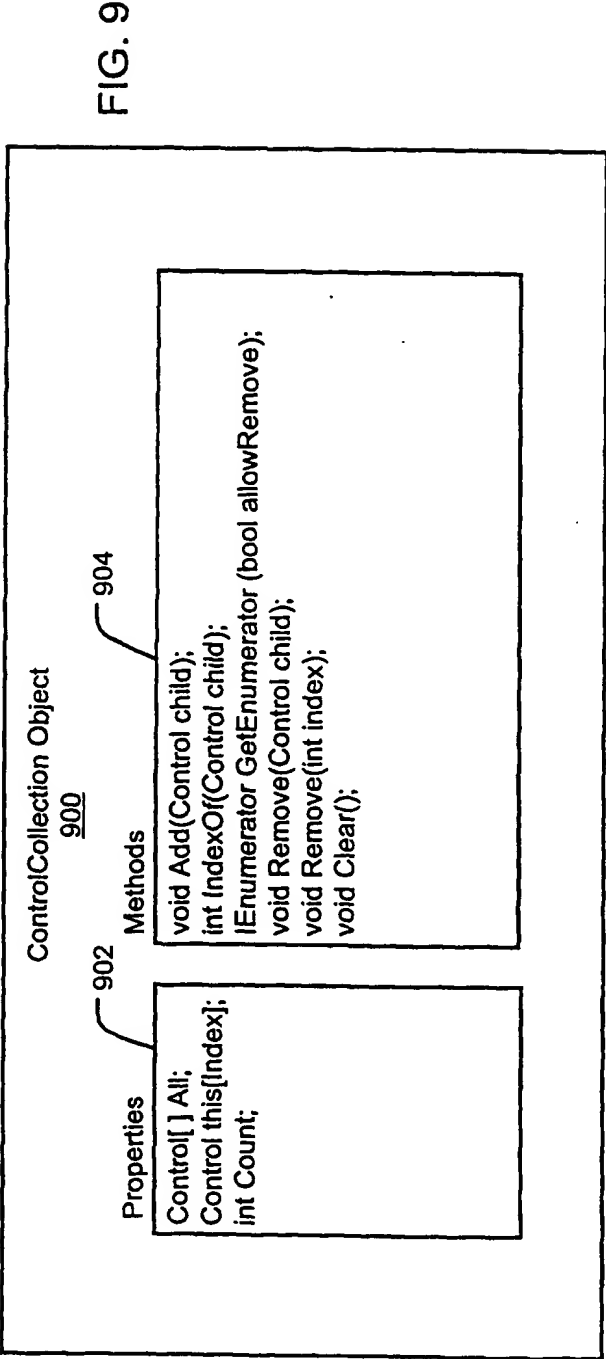 ControlCollection Object
900
Properties
902
Control[ ] All;
Control this[Index];
int Count;
Methods
904
void Add(Control child);
int IndexOf(Control child);
IEnumerator GetEnumerator (bool allowRemove);
void Remove(Control child);
void Remove(int index);
void Clear();
FIG. 9